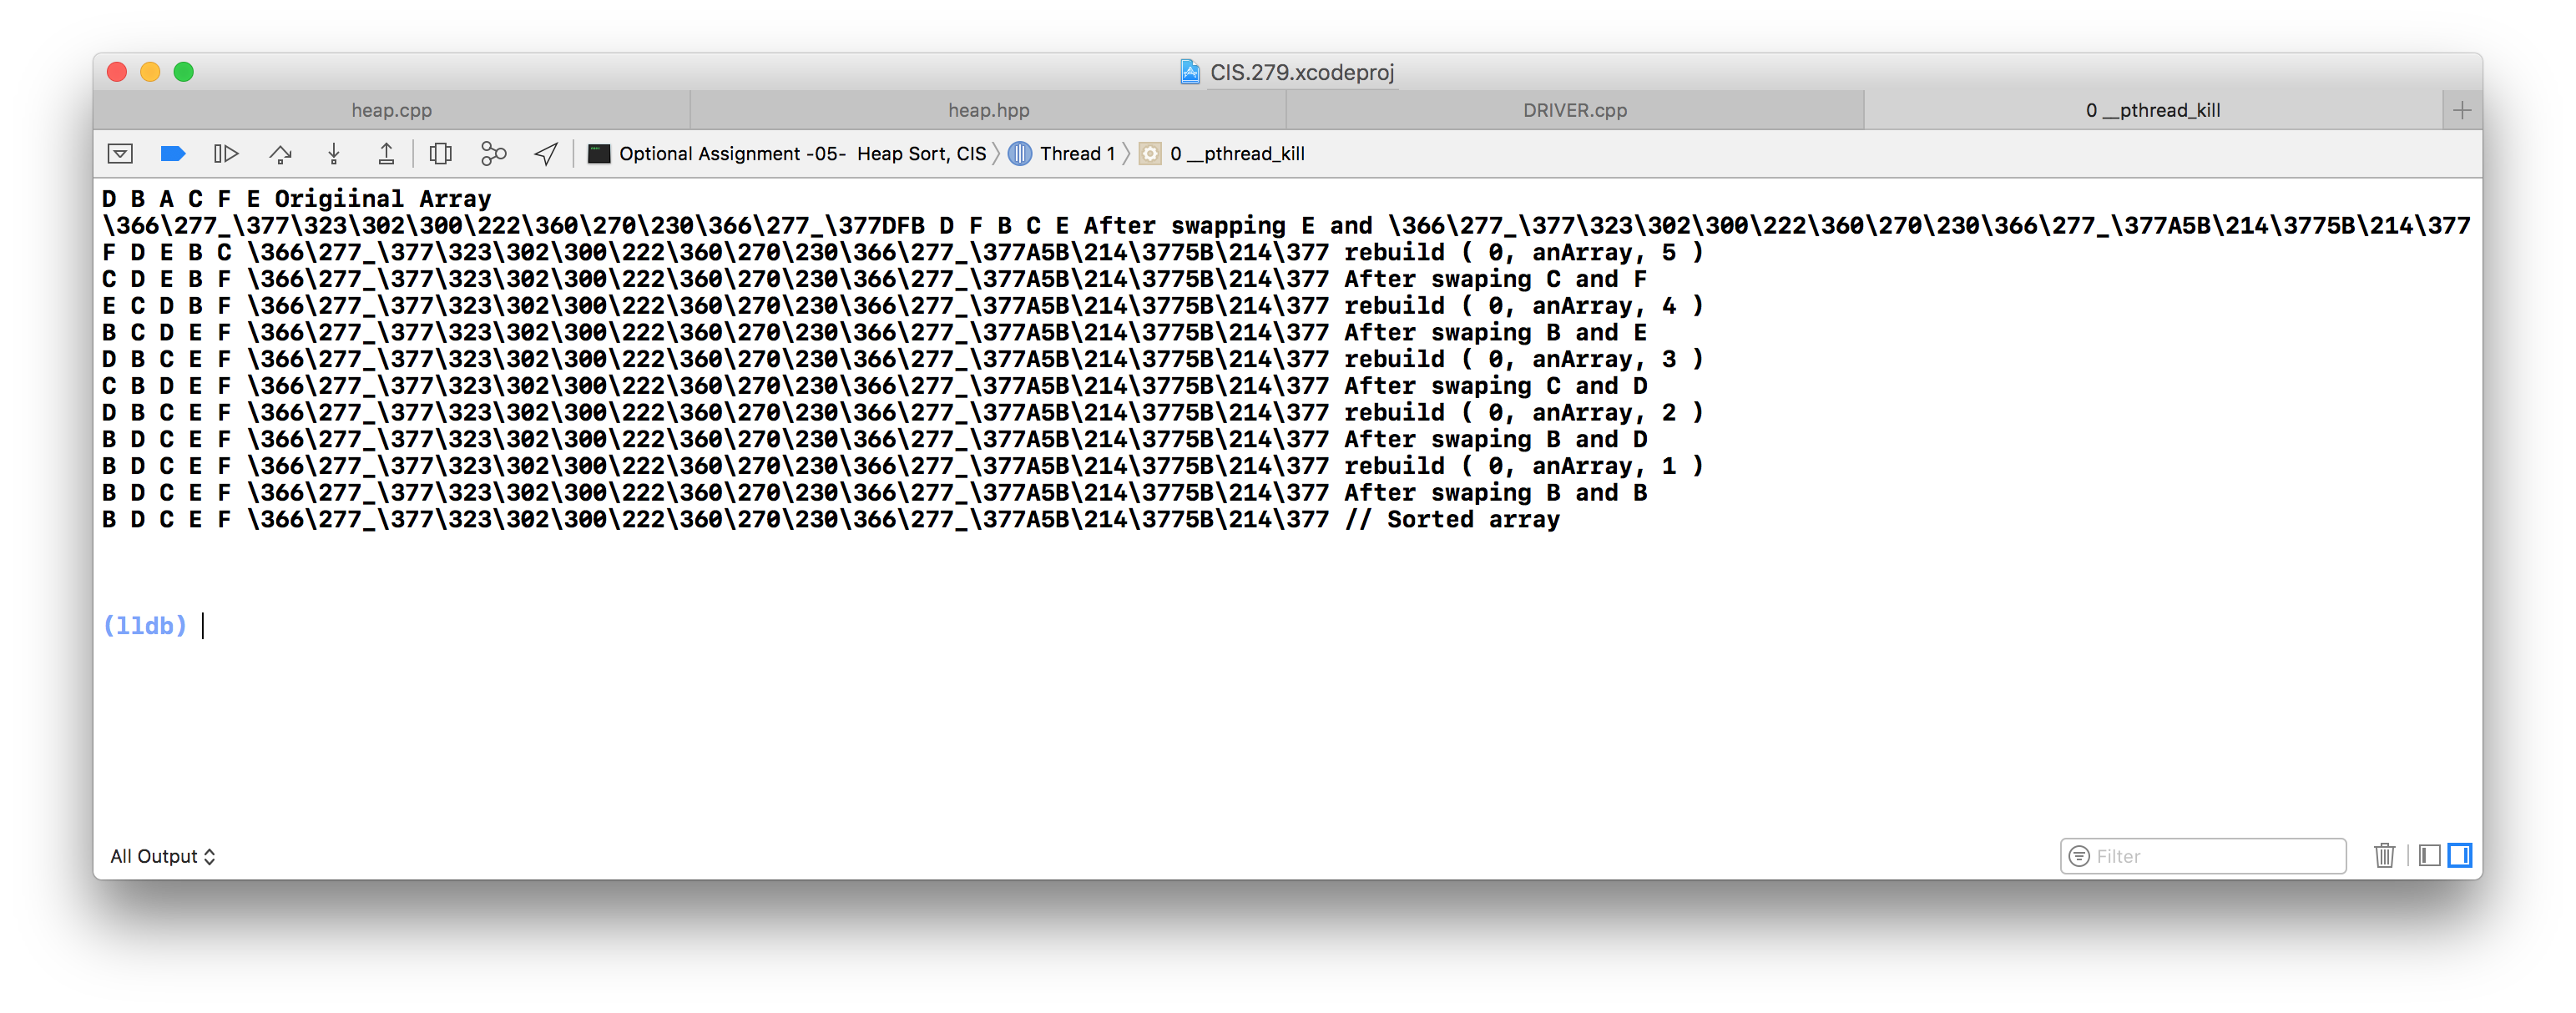 CIS.279.xcodeproj
heap.cpp heap.hpp DRIVER.cpp 0 __pthread_kill
Optional Assignment -05- Heap Sort, CIS Thread 1 0 __pthread_kill
D B A C F E Origiinal Array
\366\277_\377\323\302\300\222\360\270\230\366\277_\377DFB D F B C E After swapping E and \366\277_\377\323\302\300\222\360\270\230\366\277_\377A5B\214\3775B\214\377
F D E B C \366\277_\377\323\302\300\222\360\270\230\366\277_\377A5B\214\3775B\214\377 rebuild ( 0, anArray, 5 )
C D E B F \366\277_\377\323\302\300\222\360\270\230\366\277_\377A5B\214\3775B\214\377 After swaping C and F
E C D B F \366\277_\377\323\302\300\222\360\270\230\366\277_\377A5B\214\3775B\214\377 rebuild ( 0, anArray, 4 )
B C D E F \366\277_\377\323\302\300\222\360\270\230\366\277_\377A5B\214\3775B\214\377 After swaping B and E
D B C E F \366\277_\377\323\302\300\222\360\270\230\366\277_\377A5B\214\3775B\214\377 rebuild ( 0, anArray, 3 )
C B D E F \366\277_\377\323\302\300\222\360\270\230\366\277_\377A5B\214\3775B\214\377 After swaping C and D
D B C E F \366\277_\377\323\302\300\222\360\270\230\366\277_\377A5B\214\3775B\214\377 rebuild ( 0, anArray, 2 )
B D C E F \366\277_\377\323\302\300\222\360\270\230\366\277_\377A5B\214\3775B\214\377 After swaping B and D
B D C E F \366\277_\377\323\302\300\222\360\270\230\366\277_\377A5B\214\3775B\214\377 rebuild ( 0, anArray, 1 )
B D C E F \366\277_\377\323\302\300\222\360\270\230\366\277_\377A5B\214\3775B\214\377 After swaping B and B
B D C E F \366\277_\377\323\302\300\222\360\270\230\366\277_\377A5B\214\3775B\214\377 // Sorted array
(lldb)
All Output Filter